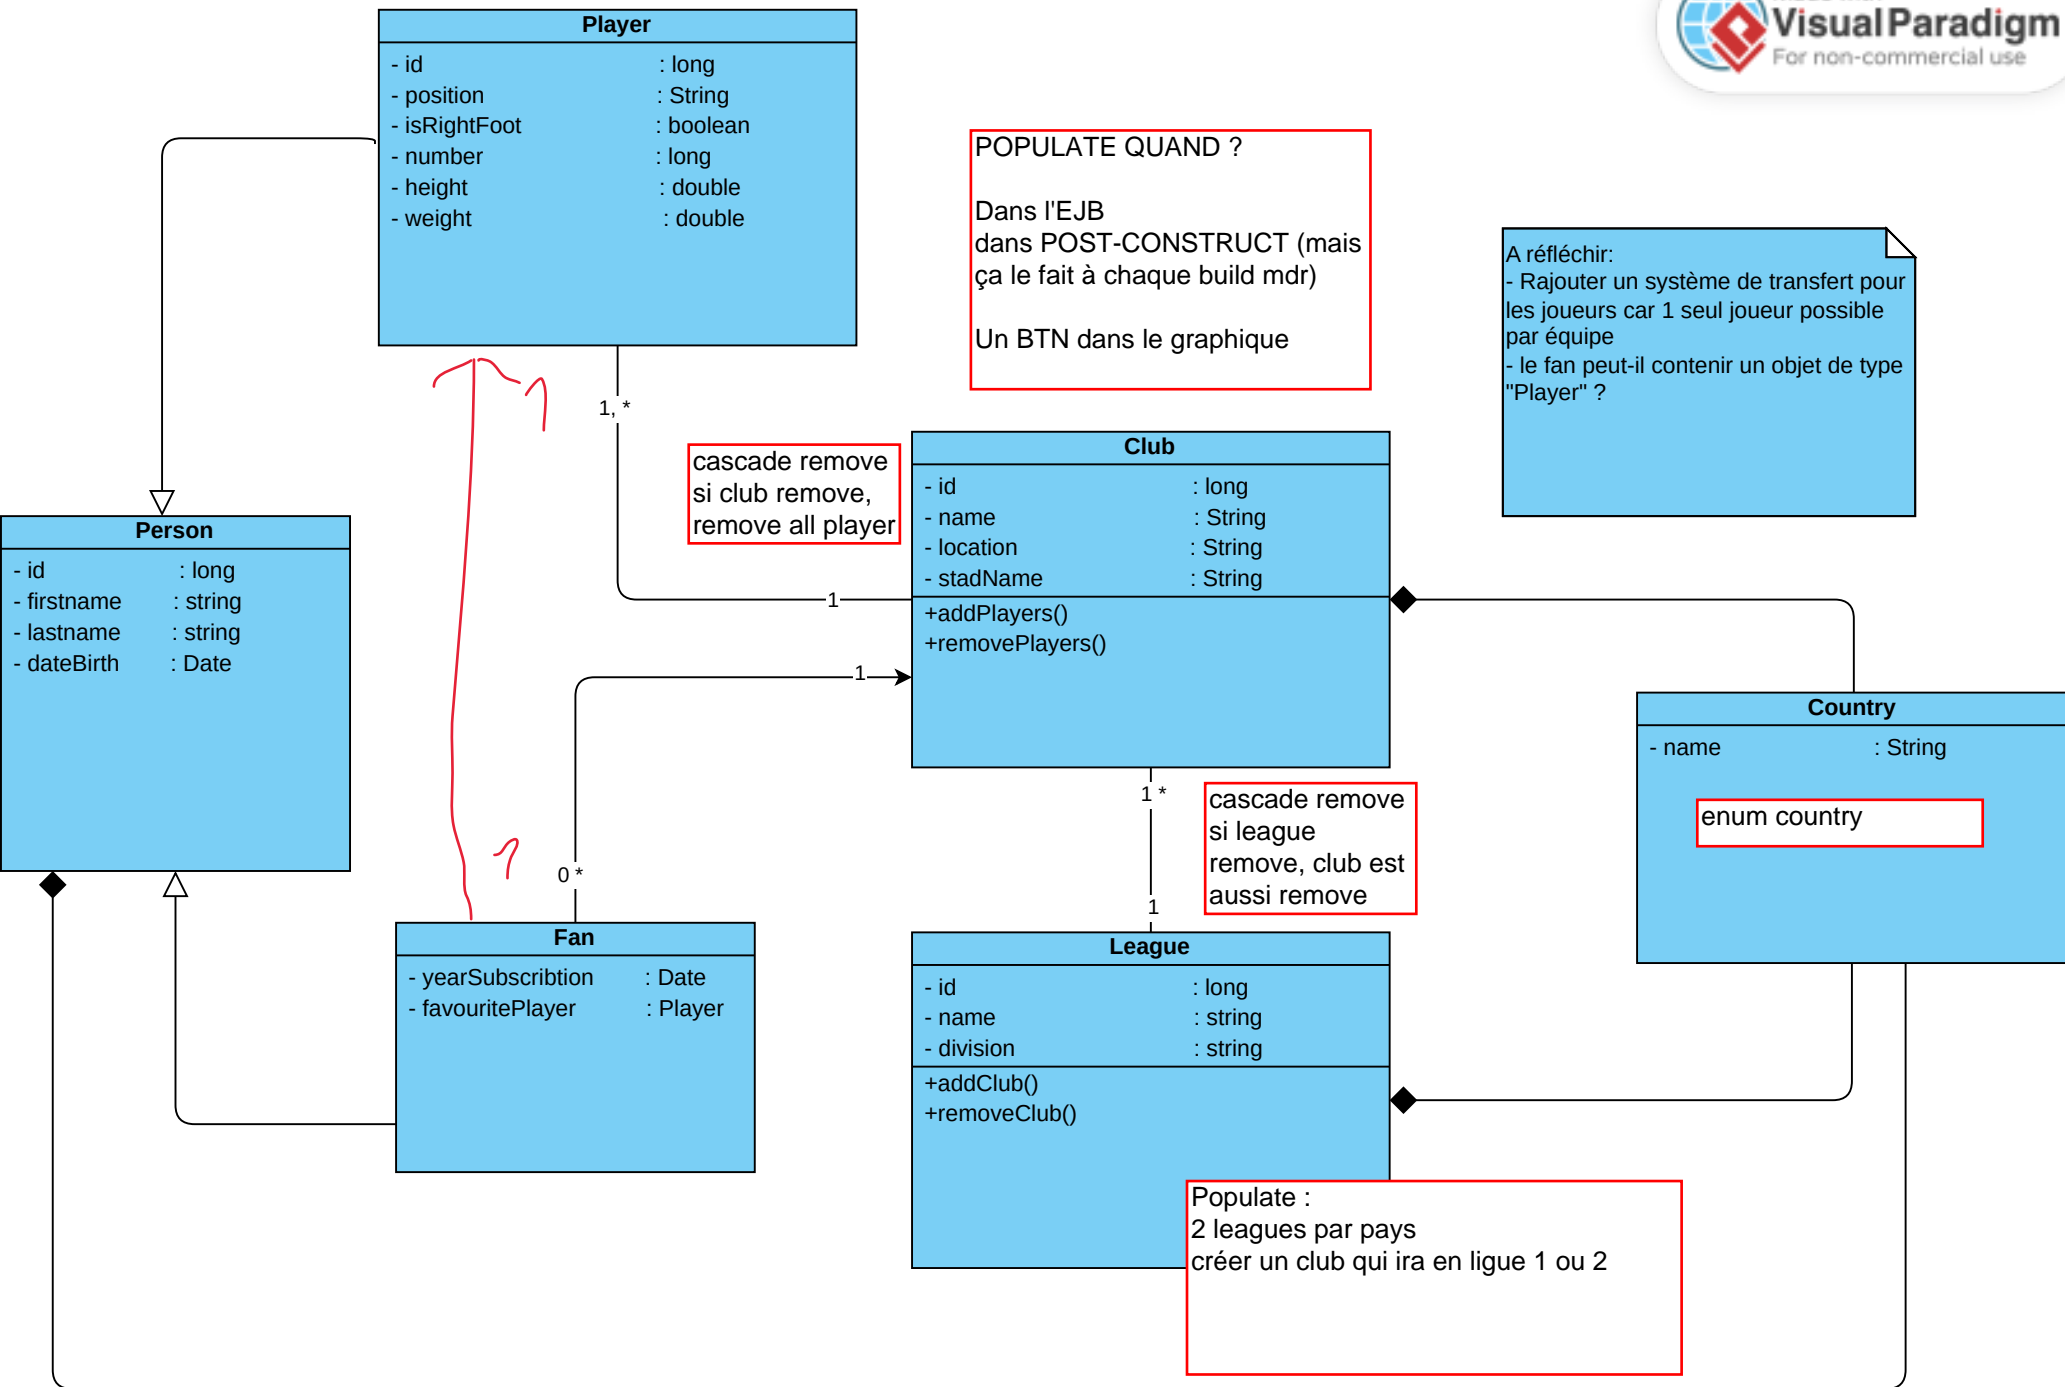 Player
- id : long
- position : String
- isRightFoot : boolean
- number : long
- height : double
- weight : double
Visual Paradigm
For non-commercial use
POPULATE QUAND ?
Dans l'EJB
dans POST-CONSTRUCT (mais
ça le fait à chaque build mdr)
Un BTN dans le graphique
A réfléchir:
- Rajouter un système de transfert pour
les joueurs car 1 seul joueur possible
par équipe
- le fan peut-il contenir un objet de type
"Player" ?
1
1, *
cascade remove
si club remove,
remove all player
Club
- id : long
- name : String
- location : String
- stadName : String
+addPlayers()
+removePlayers()
Person
- id : long
- firstname : string
- lastname : string
- dateBirth : Date
1
1
Country
- name : String
enum country
1 *
cascade remove
si league
remove, club est
aussi remove
1
1
0 *
Fan
- yearSubscribtion : Date
- favouritePlayer : Player
League
- id : long
- name : string
- division : string
+addClub()
+removeClub()
Populate :
2 leagues par pays
créer un club qui ira en ligue 1 ou 2